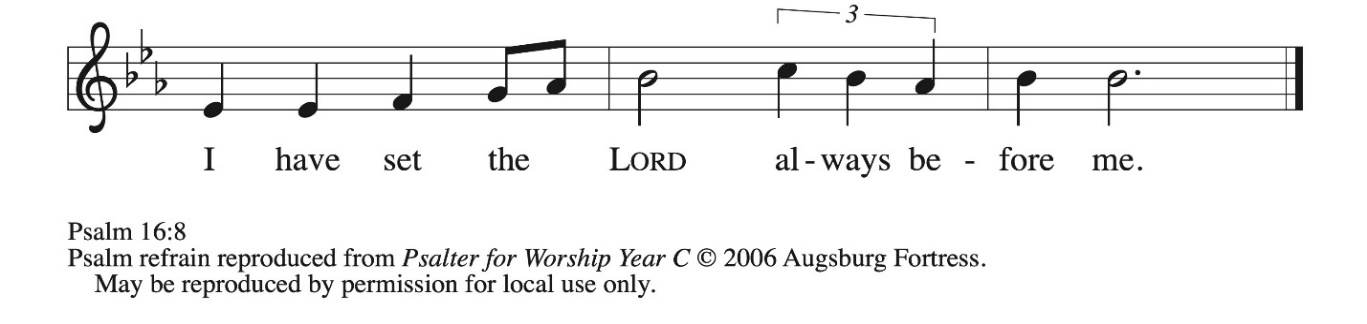 3
I have set the LORD al - ways be - fore me.
Psalm 16:8
Psalm refrain reproduced from Psalter for Worship Year C © 2006 Augsburg Fortress.
May be reproduced by permission for local use only.